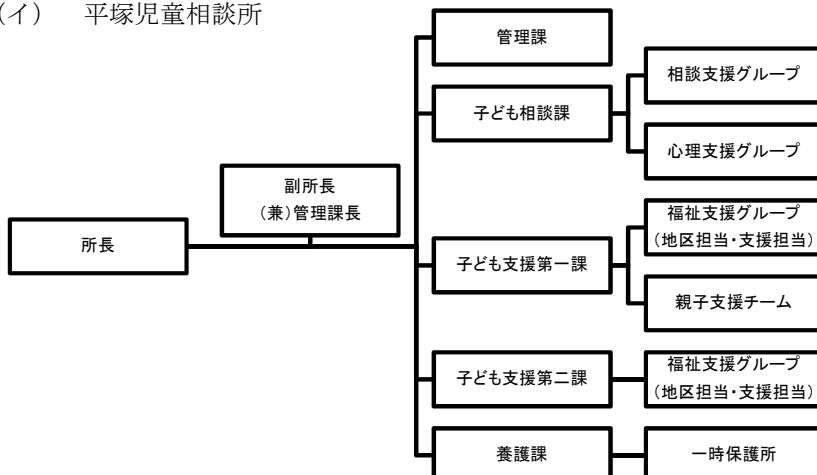 (イ)　平塚児童相談所
管理課
相談支援グループ
子ども相談課
心理支援グループ
副所長
(兼)管理課長
所長
福祉支援グループ
(地区担当・支援担当)
子ども支援第一課
親子支援チーム
子ども支援第二課
福祉支援グループ
(地区担当・支援担当)
養護課
一時保護所